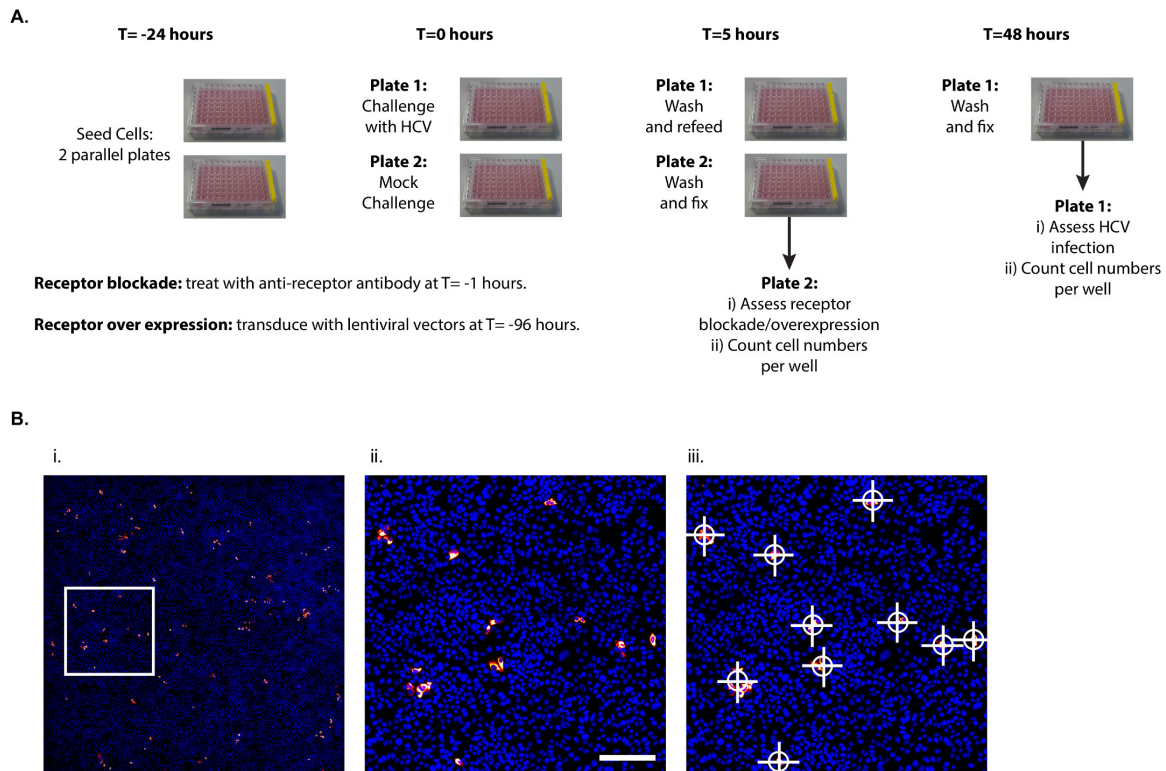 A.
T= -24 hours
T=0 hours
T=5 hours
T=48 hours
Seed Cells:
2 parallel plates
Plate 1:
Challenge
with HCV
Plate 2:
Mock
Challenge
Plate 1:
Wash
and refeed
Plate 2:
Wash
and fix
Plate 1:
Wash
and fix
Receptor blockade: treat with anti-receptor antibody at T= -1 hours.
Receptor over expression: transduce with lentiviral vectors at T= -96 hours.
Plate 2:
i) Assess receptor
blockade/overexpression
ii) Count cell numbers
per well
Plate 1:
i) Assess HCV
infection
ii) Count cell numbers
per well
B.
i.
ii.
iii.